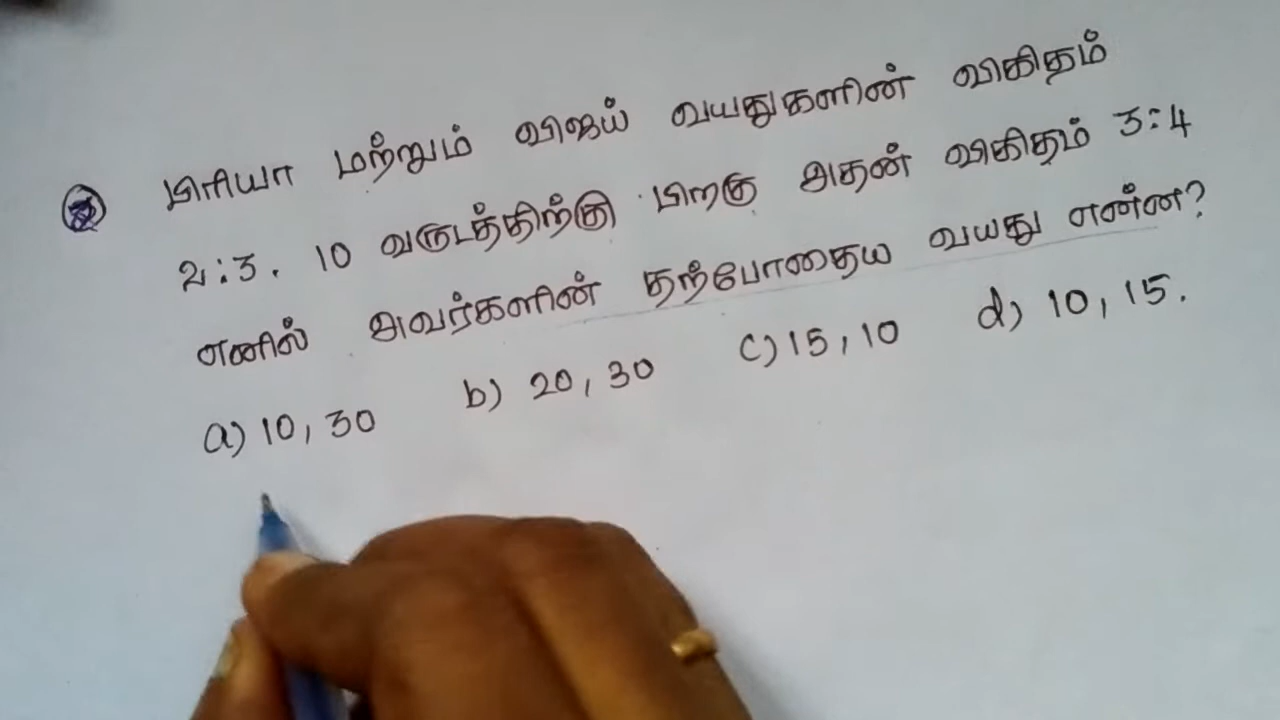 பிரியா மற்றும் விஜய் வயதுகளின் விகிதம்
2:3. 10 வருடத்திற்கு பிறகு அதன் விகிதம் 3:4
எனில் அவர்களின் தற்போதைய வயது என்ன?
a) 10, 30 b) 20, 30 c) 15, 10 d) 10, 15.